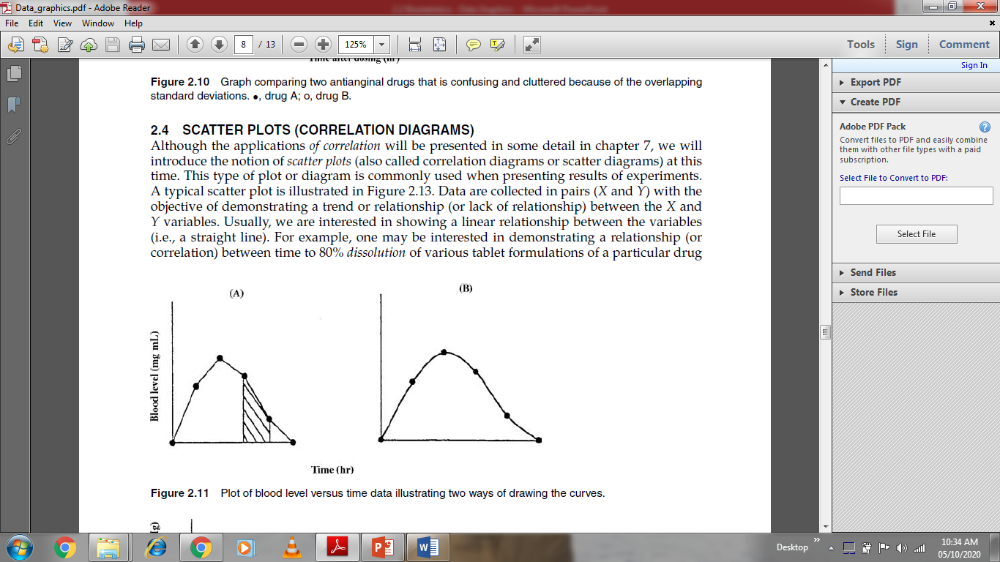 Data_graphics.pdf - Adobe Reader
File Edit View Window Help
8 / 13
125%
Tools Sign Comment
Sign In
Export PDF
Create PDF
Adobe PDF Pack
Convert files to PDF and easily combine
them with other file types with a paid
subscription.
Select File to Convert to PDF:
Select File
Send Files
Store Files
Figure 2.10 Graph comparing two antianginal drugs that is confusing and cluttered because of the overlapping
standard deviations. •, drug A; o, drug B.
2.4 SCATTER PLOTS (CORRELATION DIAGRAMS)
Although the applications of correlation will be presented in some detail in chapter 7, we will
introduce the notion of scatter plots (also called correlation diagrams or scatter diagrams) at this
time. This type of plot or diagram is commonly used when presenting results of experiments.
A typical scatter plot is illustrated in Figure 2.13. Data are collected in pairs (X and Y) with the
objective of demonstrating a trend or relationship (or lack of relationship) between the X and
Y variables. Usually, we are interested in showing a linear relationship between the variables
(i.e., a straight line). For example, one may be interested in demonstrating a relationship (or
correlation) between time to 80% dissolution of various tablet formulations of a particular drug
(A)
(B)
Blood level (mg mL)
Time (hr)
Figure 2.11 Plot of blood level versus time data illustrating two ways of drawing the curves.
Desktop
10:34 AM
05/10/2020